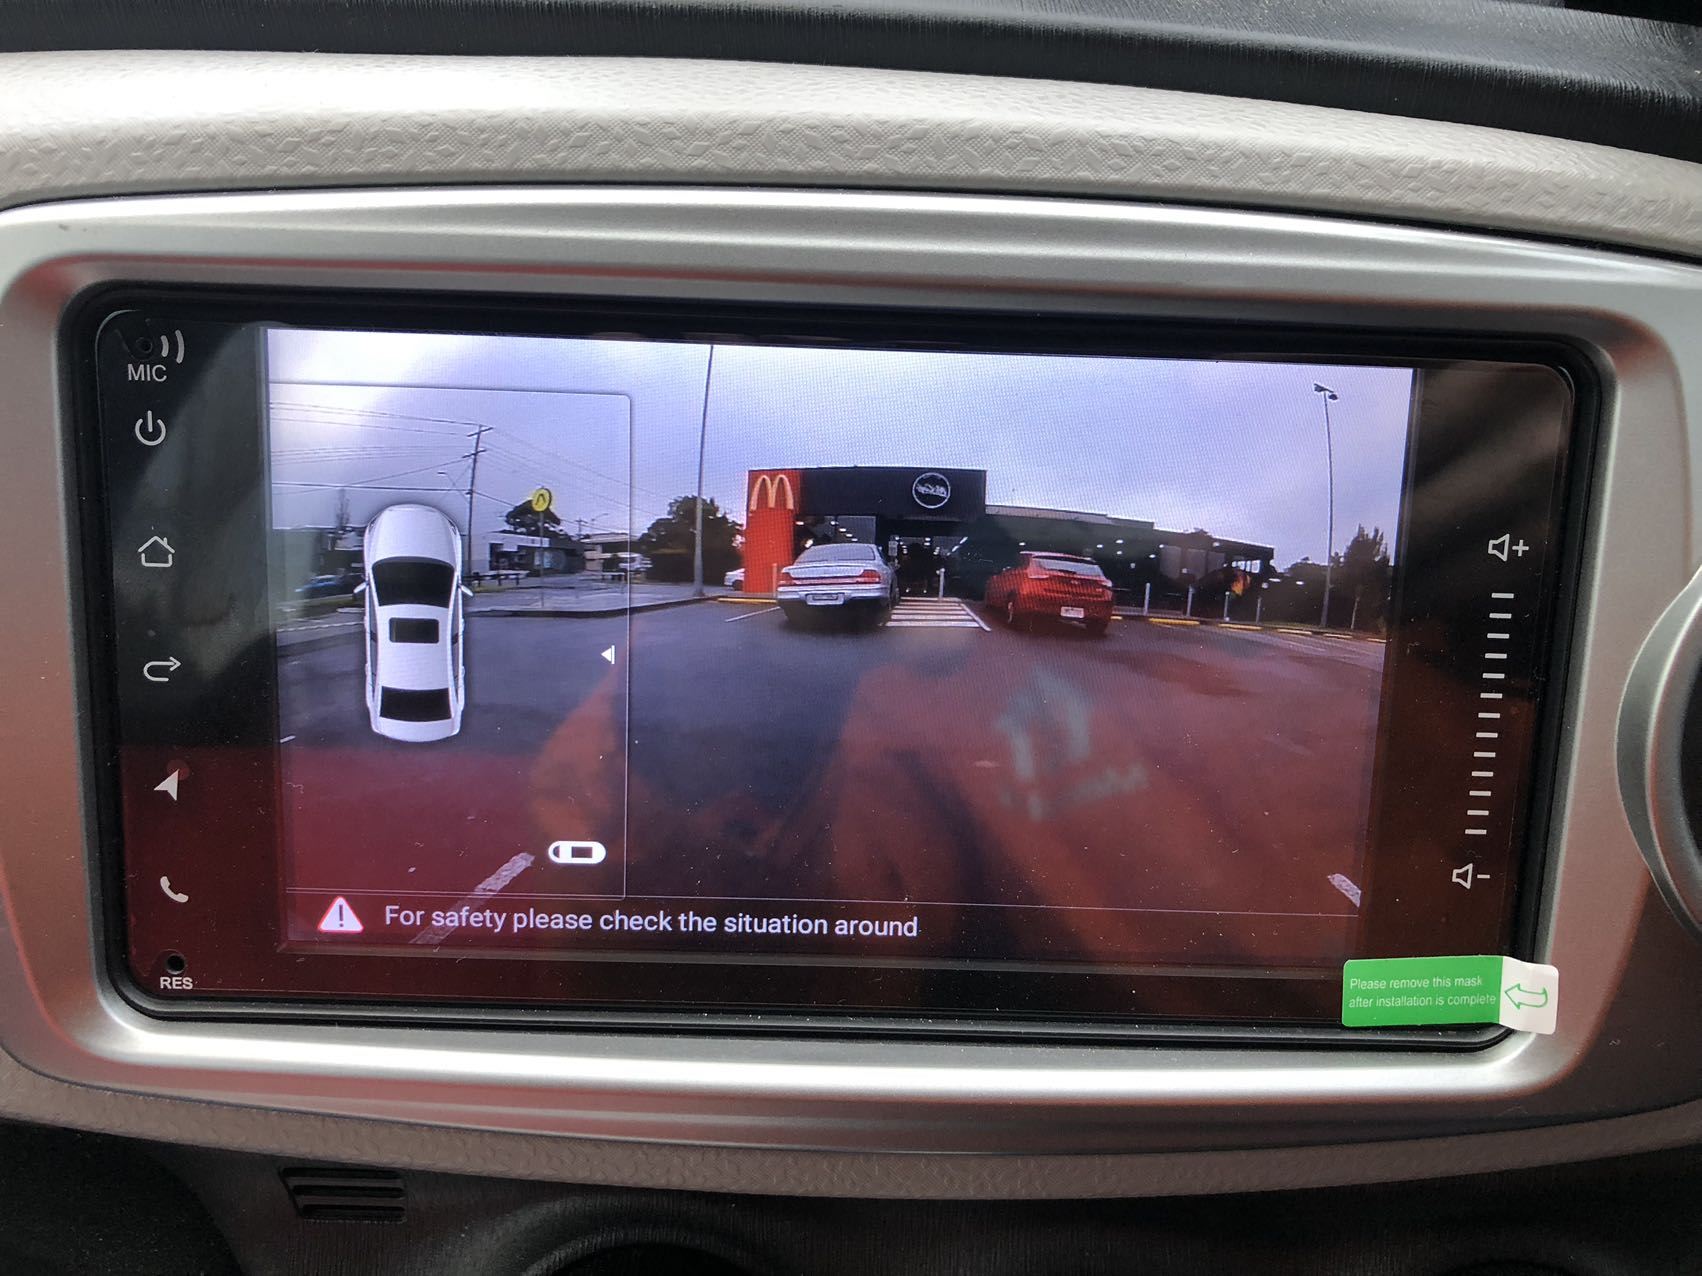 MIC
For safety please check the situation around
RES
Please remove this mask
after installation is complete